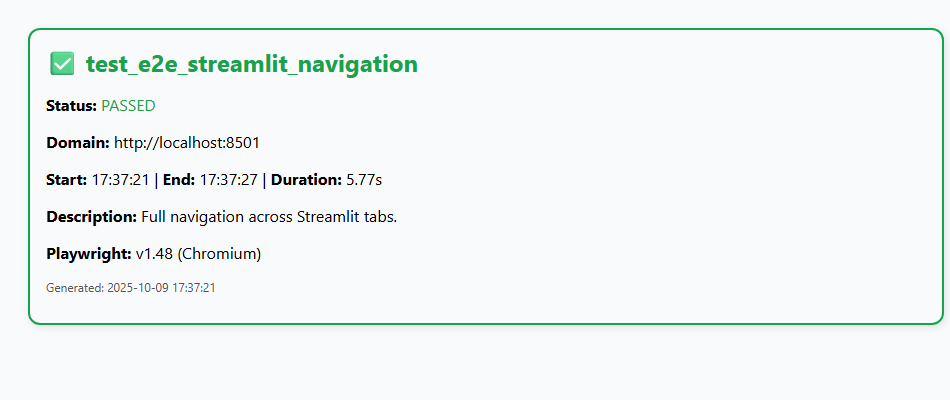 ✅ test_e2e_streamlit_navigation
Status: PASSED
Domain: http://localhost:8501
Start: 17:37:21 | End: 17:37:27 | Duration: 5.77s
Description: Full navigation across Streamlit tabs.
Playwright: v1.48 (Chromium)
Generated: 2025-10-09 17:37:21